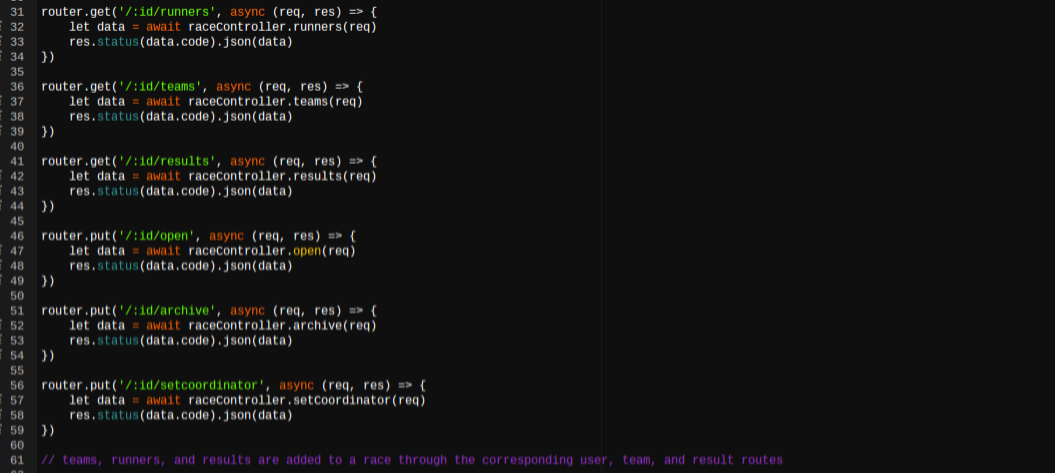 31 router.get('/:id/runners', async (req, res) => {
32     let data = await raceController.runners(req)
33     res.status(data.code).json(data)
34 })
35
36 router.get('/:id/teams', async (req, res) => {
37     let data = await raceController.teams(req)
38     res.status(data.code).json(data)
39 })
40
41 router.get('/:id/results', async (req, res) => {
42     let data = await raceController.results(req)
43     res.status(data.code).json(data)
44 })
45
46 router.put('/:id/open', async (req, res) => {
47     let data = await raceController.open(req)
48     res.status(data.code).json(data)
49 })
50
51 router.put('/:id/archive', async (req, res) => {
52     let data = await raceController.archive(req)
53     res.status(data.code).json(data)
54 })
55
56 router.put('/:id/setcoordinator', async (req, res) => {
57     let data = await raceController.setCoordinator(req)
58     res.status(data.code).json(data)
59 })
60
61 // teams, runners, and results are added to a race through the corresponding user, team, and result routes